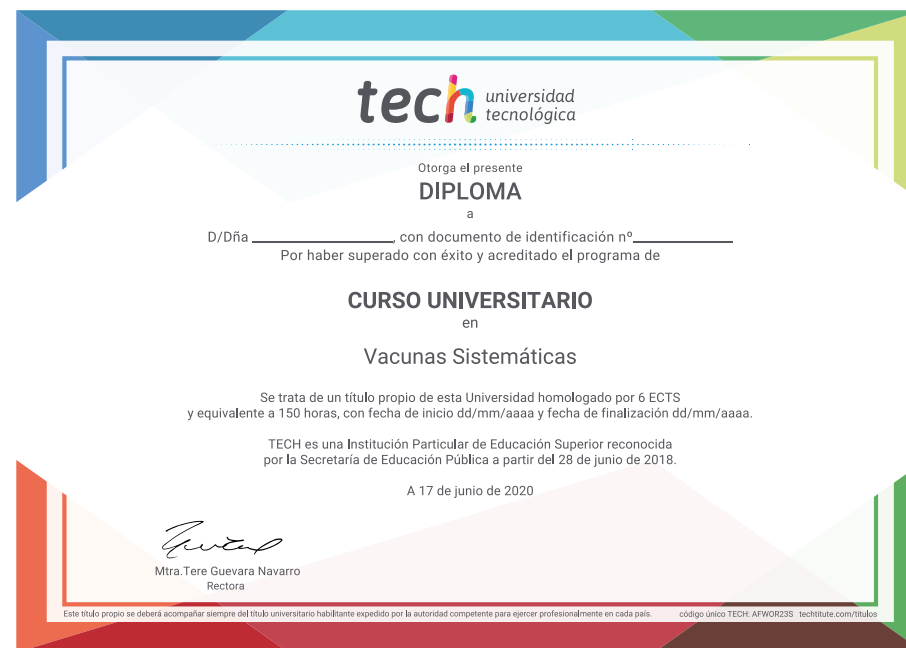 tech universidad
tecnológica
Otorga el presente
DIPLOMA
a
D/Dña ____________________, con documento de identificación nº______________
Por haber superado con éxito y acreditado el programa de
CURSO UNIVERSITARIO
en
Vacunas Sistemáticas
Se trata de un título propio de esta Universidad homologado por 6 ECTS
y equivalente a 150 horas, con fecha de inicio dd/mm/aaaa y fecha de finalización dd/mm/aaaa.
TECH es una Institución Particular de Educación Superior reconocida
por la Secretaría de Educación Pública a partir del 28 de junio de 2018.
A 17 de junio de 2020
Mtra.Tere Guevara Navarro
Rectora
Este título propio se deberá acompañar siempre del título universitario habilitante expedido por la autoridad competente para ejercer profesionalmente en cada país. código único TECH: AFWOR23S techtitute.com/titulos